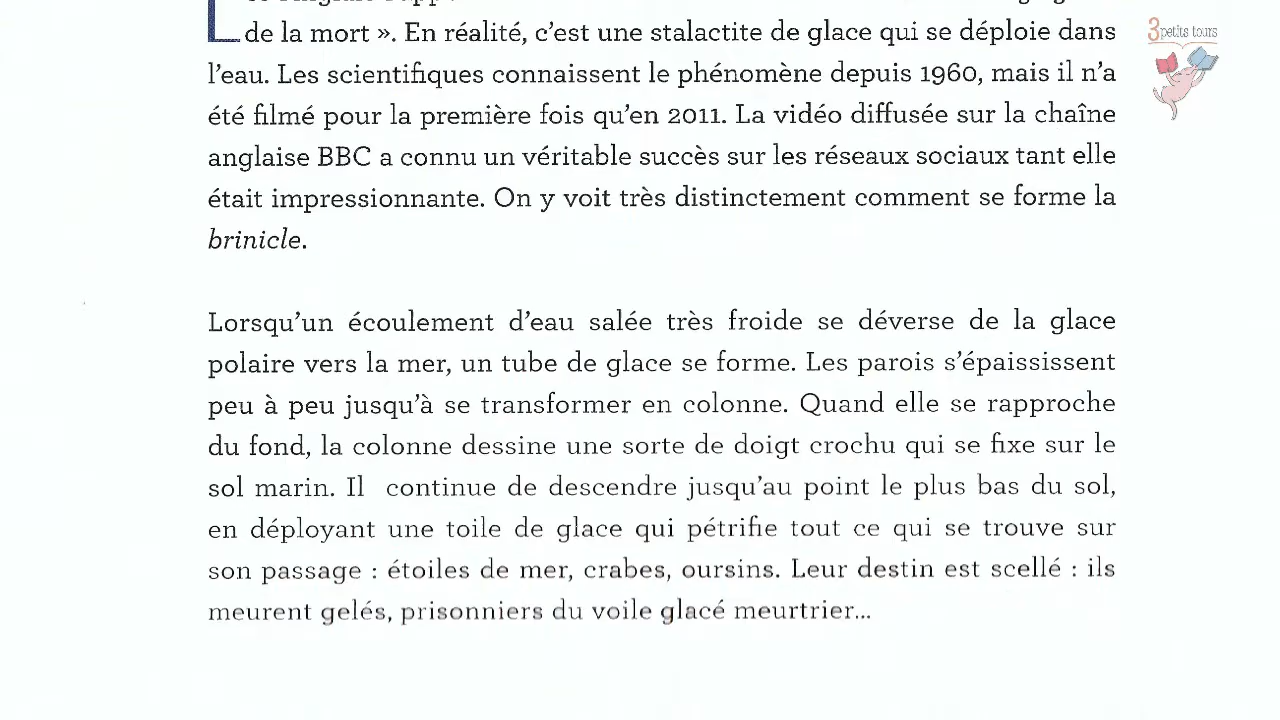 de la mort ». En réalité, c’est une stalactite de glace qui se déploie dans
l’eau. Les scientifiques connaissent le phénomène depuis 1960, mais il n’a
été filmé pour la première fois qu’en 2011. La vidéo diffusée sur la chaîne
anglaise BBC a connu un véritable succès sur les réseaux sociaux tant elle
était impressionnante. On y voit très distinctement comment se forme la
brinicle.
Lorsqu’un écoulement d’eau salée très froide se déverse de la glace
polaire vers la mer, un tube de glace se forme. Les parois s’épaississent
peu à peu jusqu’à se transformer en colonne. Quand elle se rapproche
du fond, la colonne dessine une sorte de doigt crochu qui se fixe sur le
sol marin. Il continue de descendre jusqu’au point le plus bas du sol,
en déployant une toile de glace qui pétrifie tout ce qui se trouve sur
son passage : étoiles de mer, crabes, oursins. Leur destin est scellé : ils
meurent gelés, prisonniers du voile glacé meurtrier...
3 petits tours